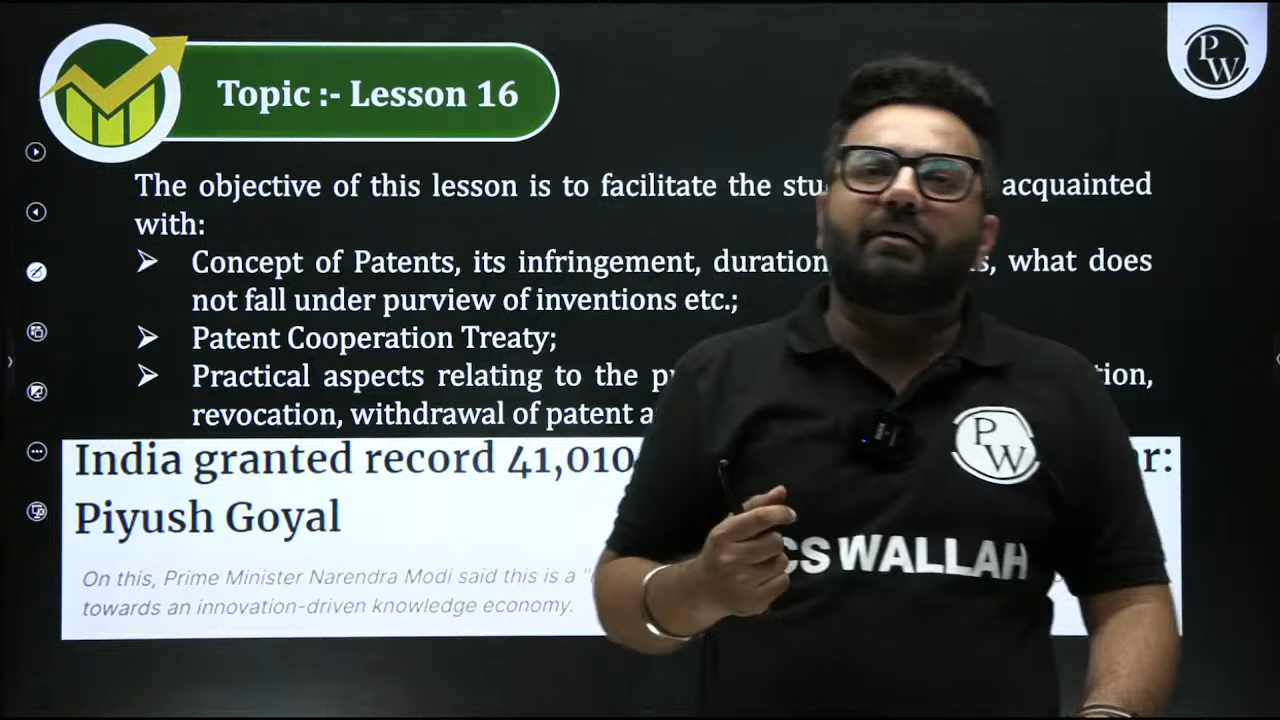 Topic :- Lesson 16
PW
The objective of this lesson is to facilitate the acquainted
with:
➢ Concept of Patents, its infringement, duration what does
not fall under purview of inventions etc.;
➢ Patent Cooperation Treaty;
➢ Practical aspects relating to the
revocation, withdrawal of patent
India granted record 41,010
Piyush Goyal
On this, Prime Minister Narendra Modi said this is a "
towards an innovation-driven knowledge economy.
PW
CS WALLAH